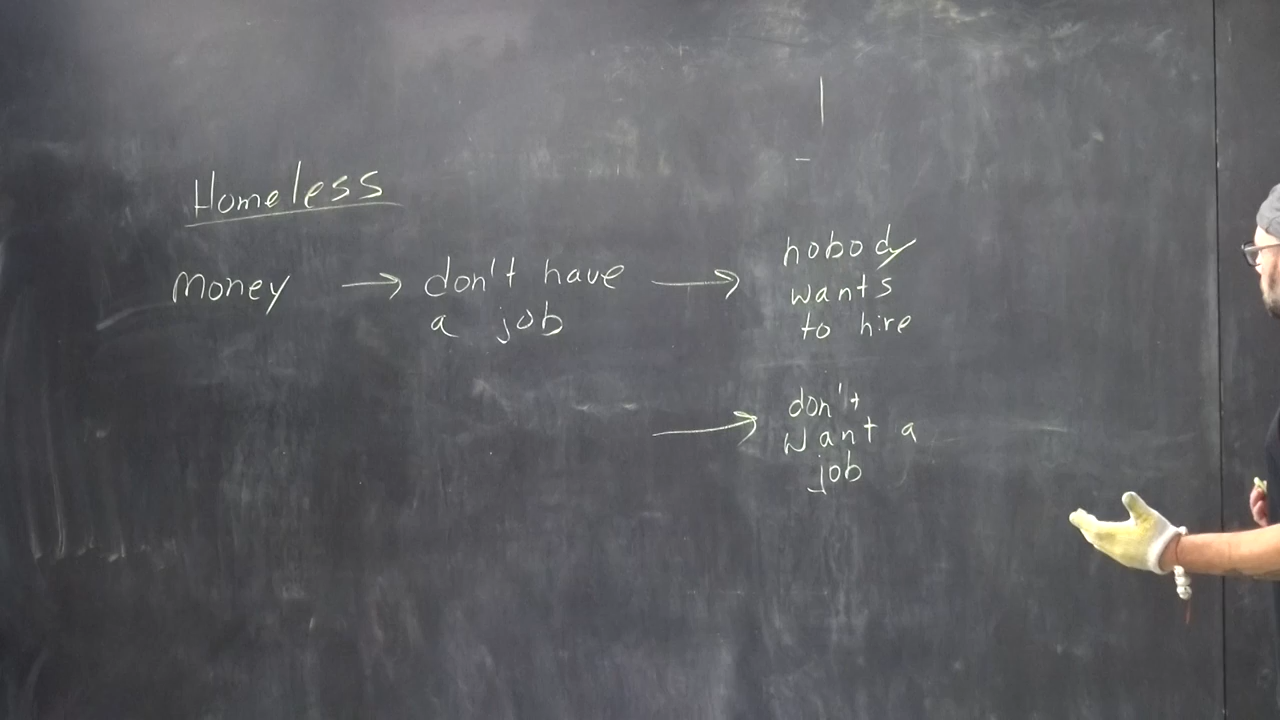 Homeless
money → don't have
a job
→ nobody
wants
to hire
→ don't
want a
job